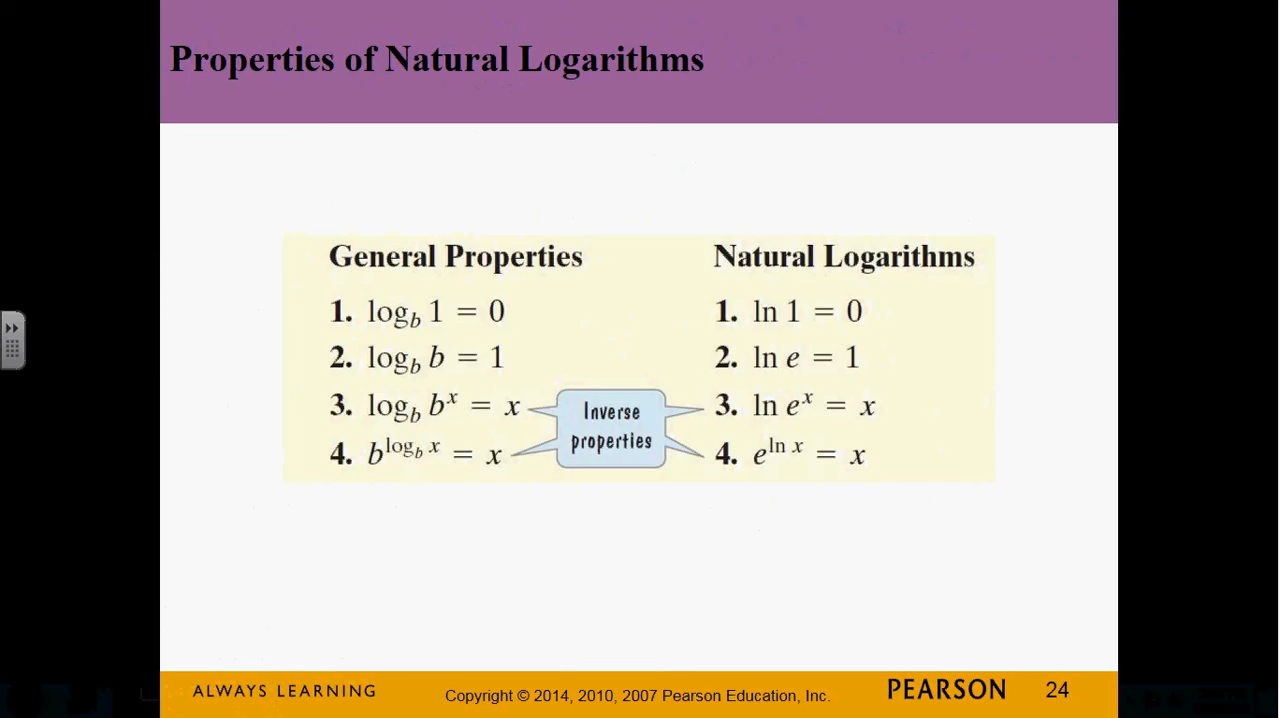 Properties of Natural Logarithms
General Properties
1. log_b 1 = 0
2. log_b b = 1
3. log_b b^x = x
4. b^{log_b x} = x
Inverse
properties
Natural Logarithms
1. ln 1 = 0
2. ln e = 1
3. ln e^x = x
4. e^{ln x} = x
ALWAYS LEARNING
Copyright © 2014, 2010, 2007 Pearson Education, Inc.
PEARSON
24